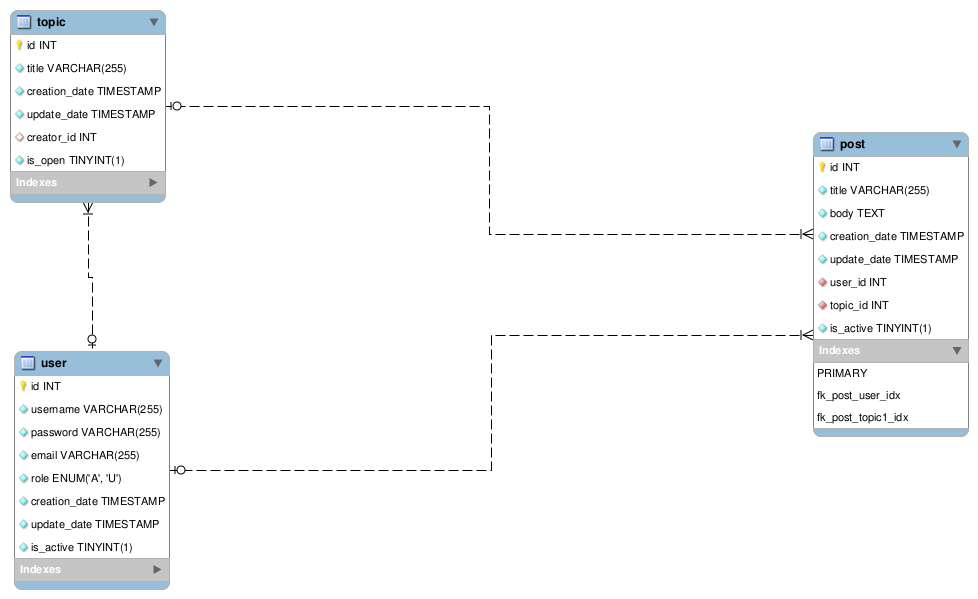 topic
id INT
title VARCHAR(255)
creation_date TIMESTAMP
update_date TIMESTAMP
creator_id INT
is_open TINYINT(1)
Indexes
post
id INT
title VARCHAR(255)
body TEXT
creation_date TIMESTAMP
update_date TIMESTAMP
user_id INT
topic_id INT
is_active TINYINT(1)
Indexes
PRIMARY
fk_post_user_idx
fk_post_topic1_idx
user
id INT
username VARCHAR(255)
password VARCHAR(255)
email VARCHAR(255)
role ENUM('A', 'U')
creation_date TIMESTAMP
update_date TIMESTAMP
is_active TINYINT(1)
Indexes